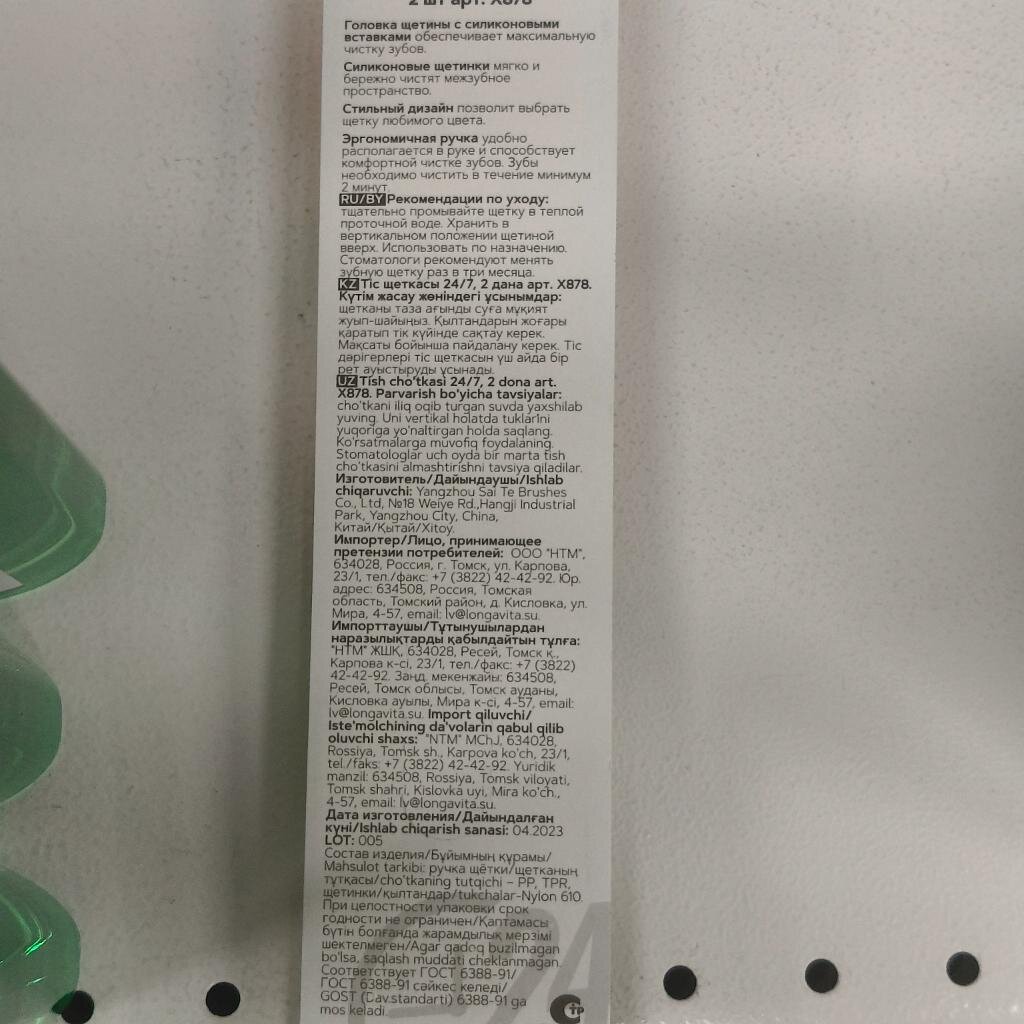 2 шт арт. X878
Головка щетины с силиконовыми
вставками обеспечивает максимальную
чистку зубов.
Силиконовые щетинки мягко и
бережно чистят межзубное
пространство.
Стильный дизайн позволит выбрать
щетку любимого цвета.
Эргономичная ручка удобно
располагается в руке и способствует
комфортной чистке зубов. Зубы
необходимо чистить в течение минимум
2 минут.
RU/BY Рекомендации по уходу:
тщательно промывайте щетку в теплой
проточной воде. Хранить в
вертикальном положении щетиной
вверх. Использовать по назначению.
Стоматологи рекомендуют менять
зубную щетку раз в три месяца.
KZ Тіс щеткасы 24/7, 2 дана арт. X878.
Күтім жасау жөніндегі ұсынымдар:
щетканы таза ағынды суға мұқият
жуып-шайыңыз. Қылтандарын жоғары
қаратып тік күйінде сақтау керек.
Мақсаты бойынша пайдалану керек. Тіс
дәрігерлері тіс щеткасын үш айда бір
рет ауыстыруды ұсынады.
UZ Tish cho'tkasi 24/7, 2 dona art.
X878. Parvarish bo'yicha tavsiyalar:
cho'tkani iliq oqib turgan suvda yaxshilab
yuving. Uni vertikal holatda tuklarini
yuqoriga yo'naltirgan holda saqlang.
Ko'rsatmalarga muvofiq foydalaning.
Stomatologlar uch oyda bir marta tish
cho'tkasini almashtirishni tavsiya qiladilar.
Изготовитель/Дайындаушы/Ishlab
chiqaruvchi: Yangzhou Sai Te Brushes
Co., Ltd, №18 Weiye Rd.,Hangji Industrial
Park, Yangzhou City, China,
Китай/Қытай/Xitoy.
Импортер/Лицо, принимающее
претензии потребителей: ООО "НТМ",
634028, Россия, г. Томск, ул. Карпова,
23/1, тел./факс: +7 (3822) 42-42-92. Юр.
адрес: 634508, Россия, Томская
область, Томский район, д. Кисловка, ул.
Мира, 4-57, email: lv@longavita.su.
Импорттаушы/Тұтынушылардан
наразылықтарды қабылдайтын тұлға:
"НТМ" ЖШҚ, 634028, Ресей, Томск қ.,
Карпова к-сі, 23/1, тел./факс: +7 (3822)
42-42-92. Заңд. мекенжайы: 634508,
Ресей, Томск облысы, Томск ауданы,
Кисловка ауылы, Мира к-сі, 4-57, email:
lv@longavita.su. Import qiluvchi/
Iste'molchining da'volarin qabul qilib
oluvchi shaxs: "NTM" MChJ, 634028,
Rossiya, Tomsk sh., Karpova ko'ch, 23/1,
tel./faks: +7 (3822) 42-42-92. Yuridik
manzil: 634508, Rossiya, Tomsk viloyati,
Tomsk shahri, Kislovka uyi, Mira ko'ch.,
4-57, email: lv@longavita.su.
Дата изготовления/Дайындалған
күні/Ishlab chiqarish sanasi: 04.2023
LOT: 005
Состав изделия/Бұйымның құрамы/
Mahsulot tarkibi: ручка щётки/щетканың
тұтқасы/cho'tkaning tutqichi – PP, TPR,
щетинки/қылтандар/tukchalar-Nylon 610.
При целостности упаковки срок
годности не ограничен/Қаптамасы
бүтін болғанда жарамдылық мерзімі
шектелмеген/Agar qadoq buzilmagan
bo'lsa, saqlash muddati cheklanmagan.
Соответствует ГОСТ 6388-91/
ГОСТ 6388-91 сәйкес келеді/
GOST (Dav.standarti) 6388-91 ga
mos keladi.